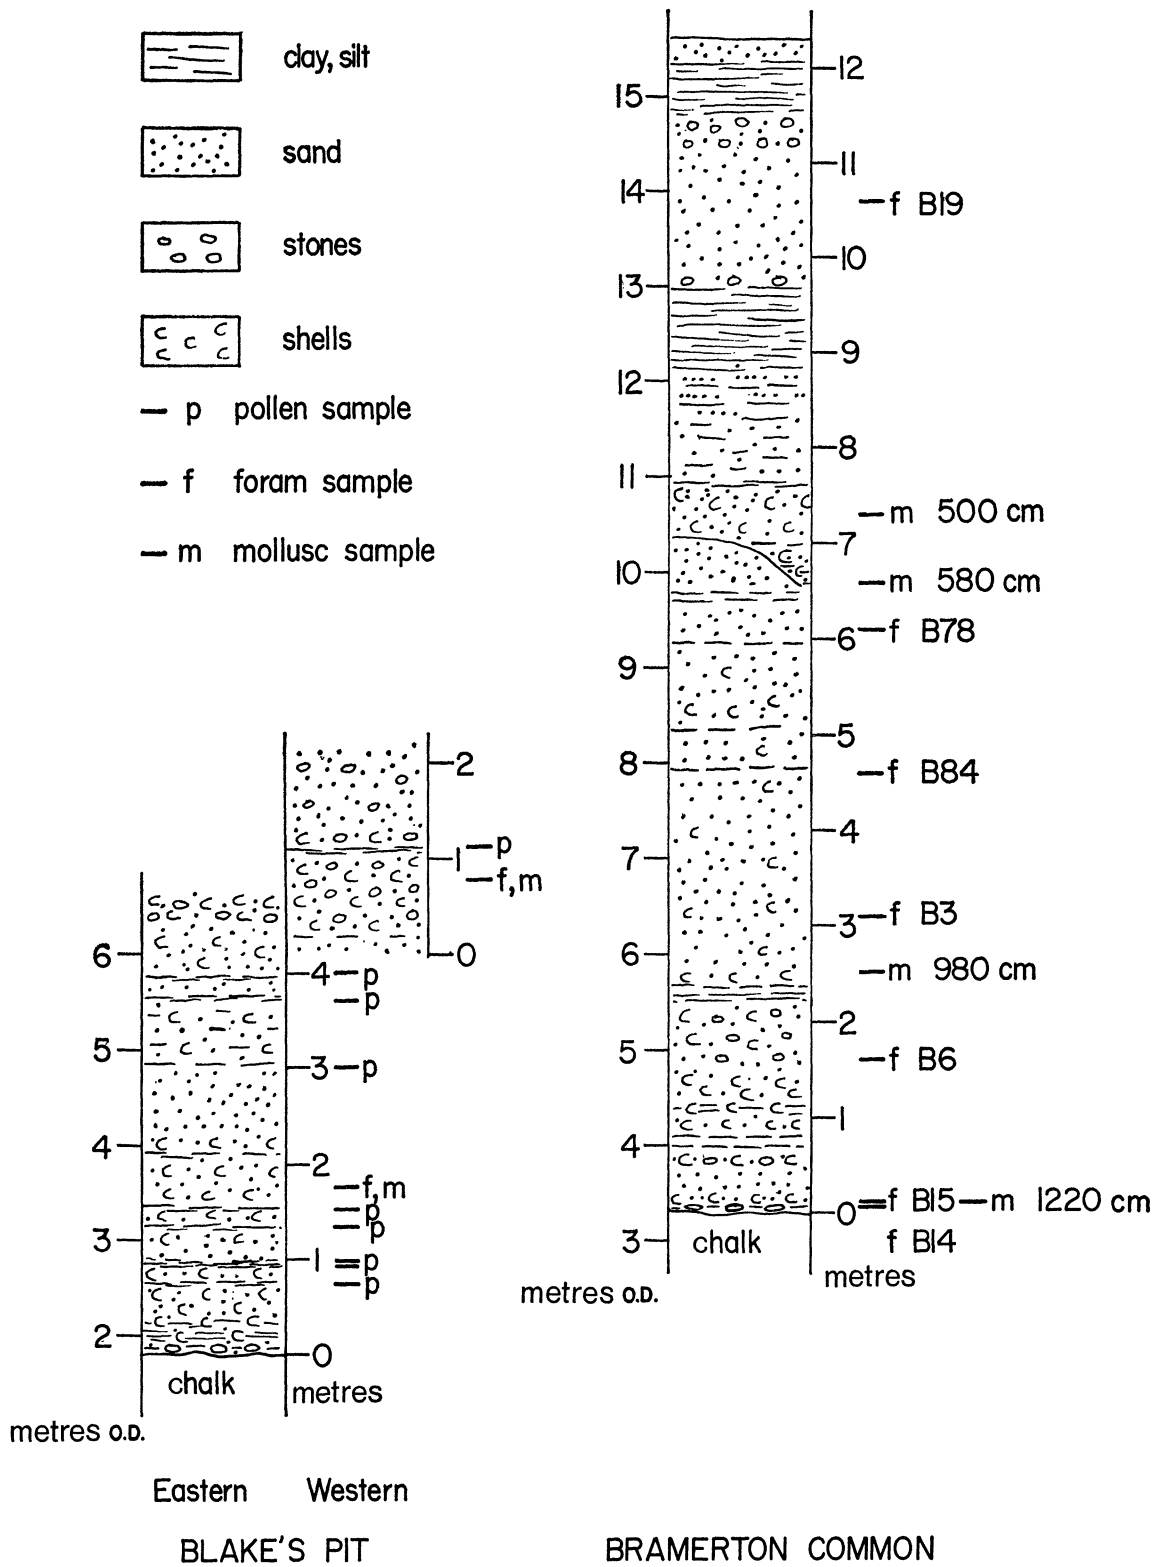 clay, silt
sand
stones
shells
p pollen sample
f foram sample
m mollusc sample
2
1
0
p
f,m
6
5
4
3
2
4
3
2
1
0
p
p
p
f,m
p
p
p
p
chalk
metres
metres O.D.
Eastern Western
BLAKE'S PIT
15
14
13
12
11
10
9
8
7
6
5
4
3
12
11
10
9
8
7
6
5
4
3
2
1
0
f B19
m 500 cm
m 580 cm
f B78
f B84
f B3
m 980 cm
f B6
f B15 m 1220 cm
f B14
chalk
metres
metres O.D.
BRAMERTON COMMON